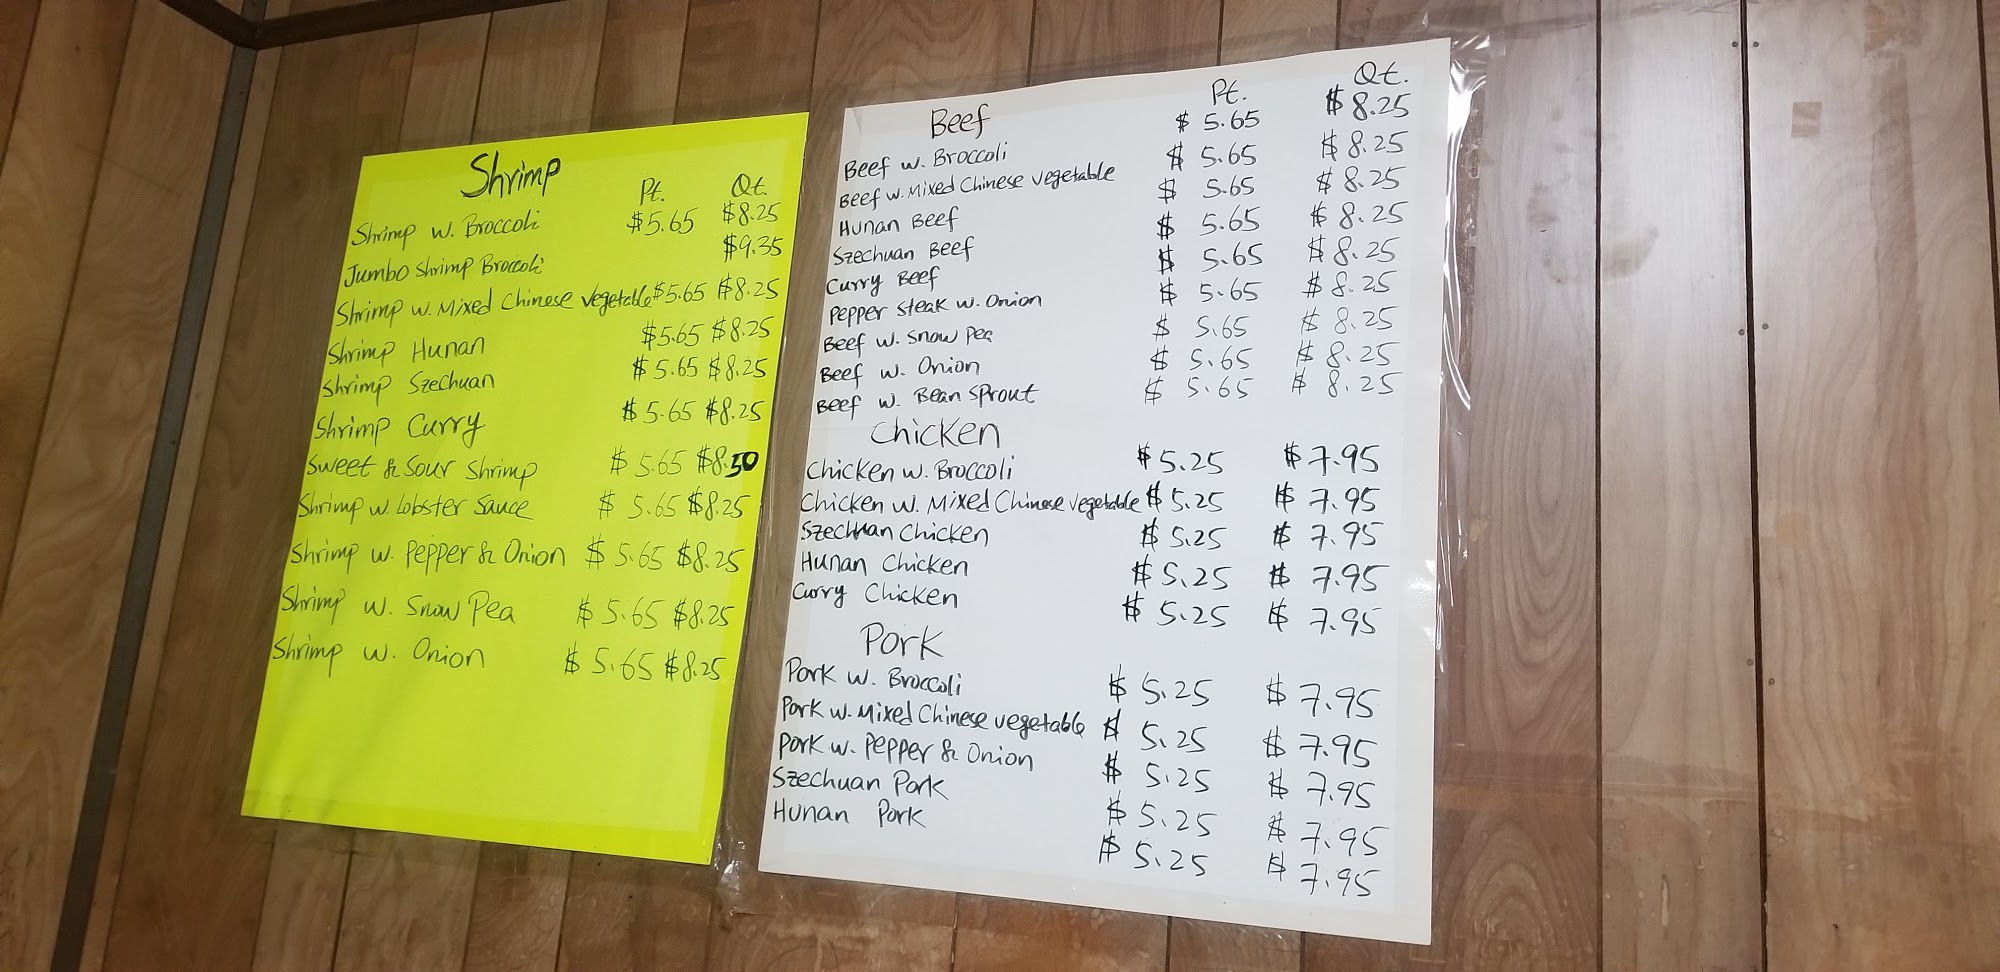 Shrimp
Pt. Qt.
Shrimp w. Broccoli $5.65 $8.25
Jumbo Shrimp Broccoli $9.35
Shrimp w. Mixed Chinese vegetable $5.65 $8.25
Shrimp Hunan $5.65 $8.25
Shrimp Szechuan $5.65 $8.25
Shrimp Curry $5.65 $8.25
Sweet & Sour Shrimp $5.65 $8.50
Shrimp w. Lobster Sauce $5.65 $8.25
Shrimp w. Pepper & Onion $5.65 $8.25
Shrimp w. Snow Pea $5.65 $8.25
Shrimp w. Onion $5.65 $8.25
Beef Pt. Qt.
Beef w. Broccoli $5.65 $8.25
Beef w. Mixed Chinese vegetable $5.65 $8.25
Hunan Beef $5.65 $8.25
Szechuan Beef $5.65 $8.25
Curry Beef $5.65 $8.25
Pepper Steak w. Onion $5.65 $8.25
Beef w. Snow Pea $5.65 $8.25
Beef w. Onion $5.65 $8.25
Beef w. Bean Sprout $5.65 $8.25
Chicken
Chicken w. Broccoli $5.25 $7.95
Chicken w. Mixed Chinese vegetable $5.25 $7.95
Szechuan Chicken $5.25 $7.95
Hunan Chicken $5.25 $7.95
Curry Chicken $5.25 $7.95
Pork
Pork w. Broccoli $5.25 $7.95
Pork w. Mixed Chinese vegetable $5.25 $7.95
Pork w. Pepper & Onion $5.25 $7.95
Szechuan Pork $5.25 $7.95
Hunan Pork $5.25 $7.95